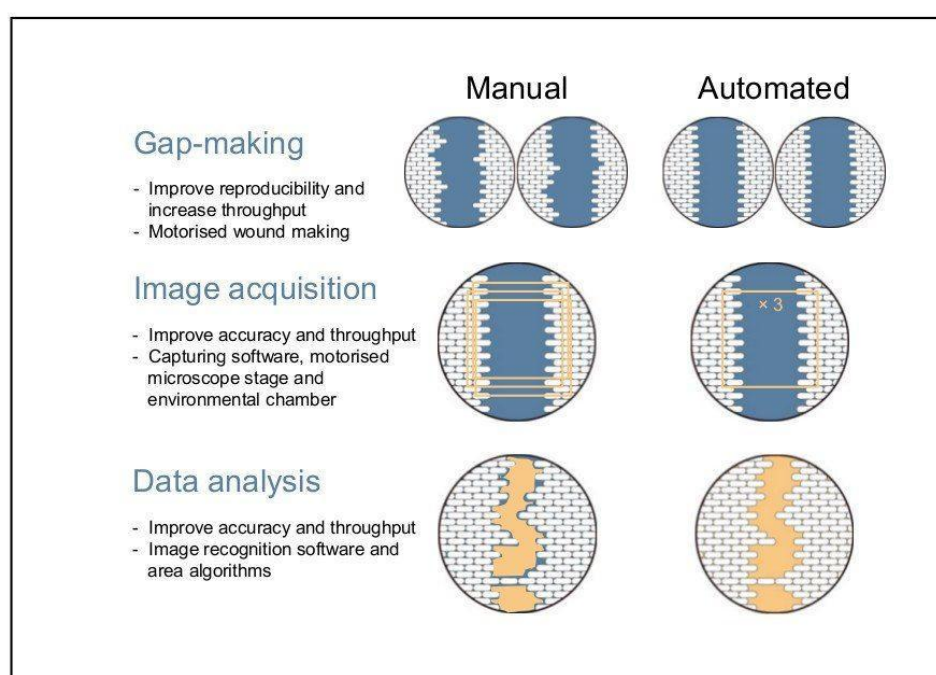 Manual
Automated
Gap-making
- Improve reproducibility and
increase throughput
- Motorised wound making
Image acquisition
- Improve accuracy and throughput
- Capturing software, motorised
microscope stage and
environmental chamber
× 3
Data analysis
- Improve accuracy and throughput
- Image recognition software and
area algorithms